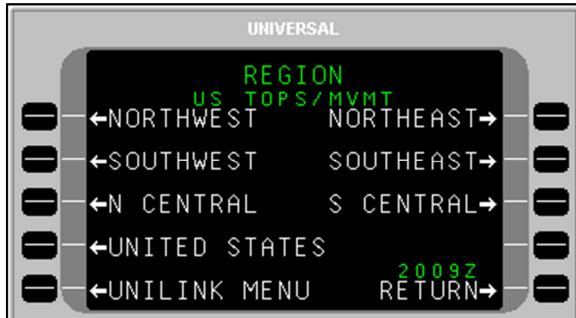 UNIVERSAL
REGION
US TOPS/MVMT
←NORTHWEST NORTHEAST→
←SOUTHWEST SOUTHEAST→
←N CENTRAL S CENTRAL→
←UNITED STATES
2009Z
←UNILINK MENU RETURN→